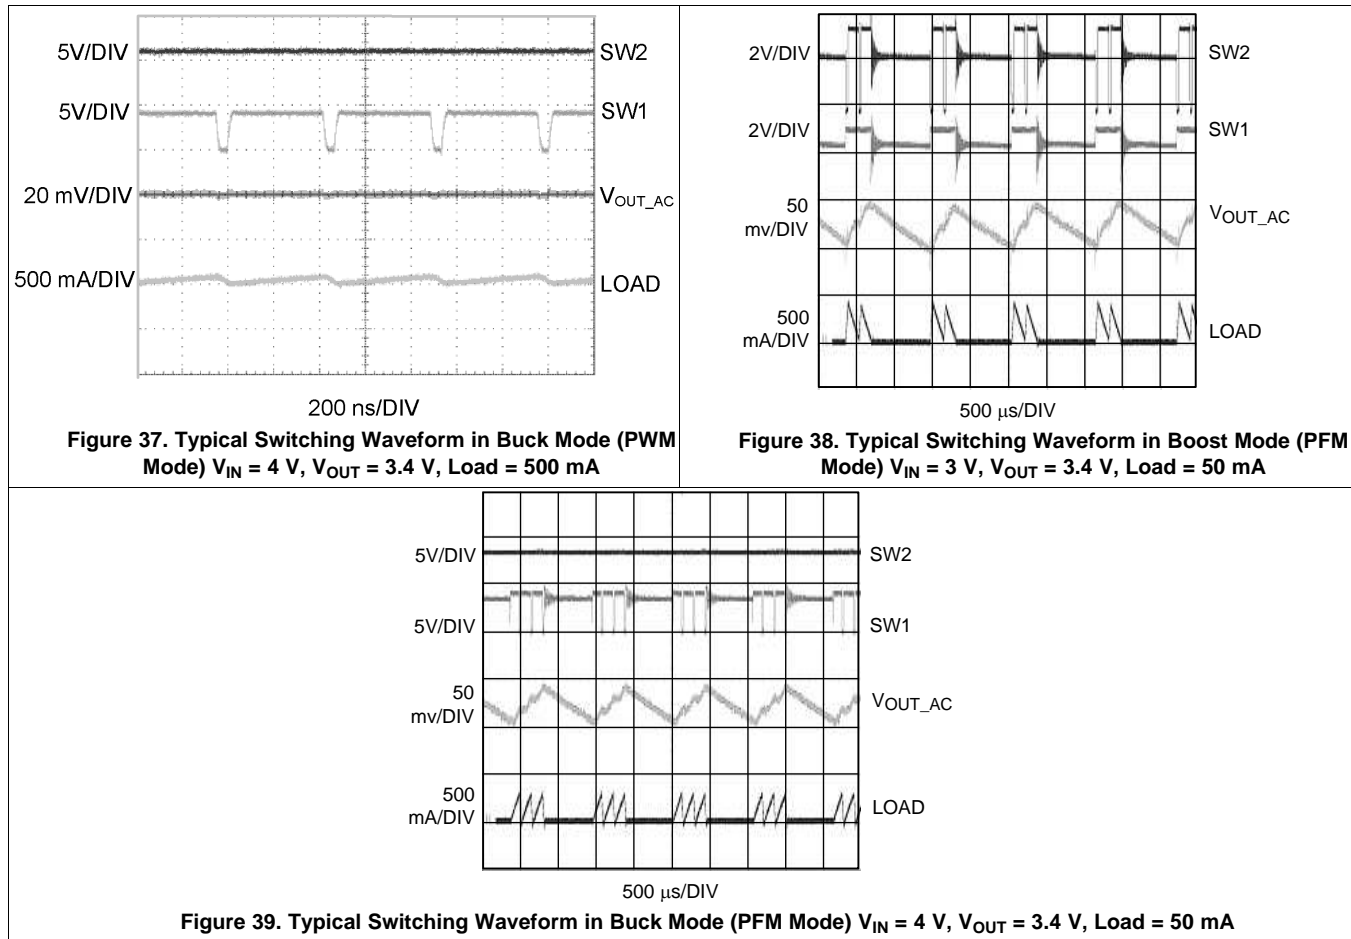 5V/DIV
SW2
5V/DIV
SW1
20 mV/DIV
VOUT_AC
500 mA/DIV
LOAD
200 ns/DIV
Figure 37. Typical Switching Waveform in Buck Mode (PWM
Mode) VIN = 4 V, VOUT = 3.4 V, Load = 500 mA
2V/DIV
SW2
2V/DIV
SW1
50
mv/DIV
VOUT_AC
500
mA/DIV
LOAD
500 μs/DIV
Figure 38. Typical Switching Waveform in Boost Mode (PFM
Mode) VIN = 3 V, VOUT = 3.4 V, Load = 50 mA
5V/DIV
SW2
5V/DIV
SW1
50
mv/DIV
VOUT_AC
500
mA/DIV
LOAD
500 μs/DIV
Figure 39. Typical Switching Waveform in Buck Mode (PFM Mode) VIN = 4 V, VOUT = 3.4 V, Load = 50 mA